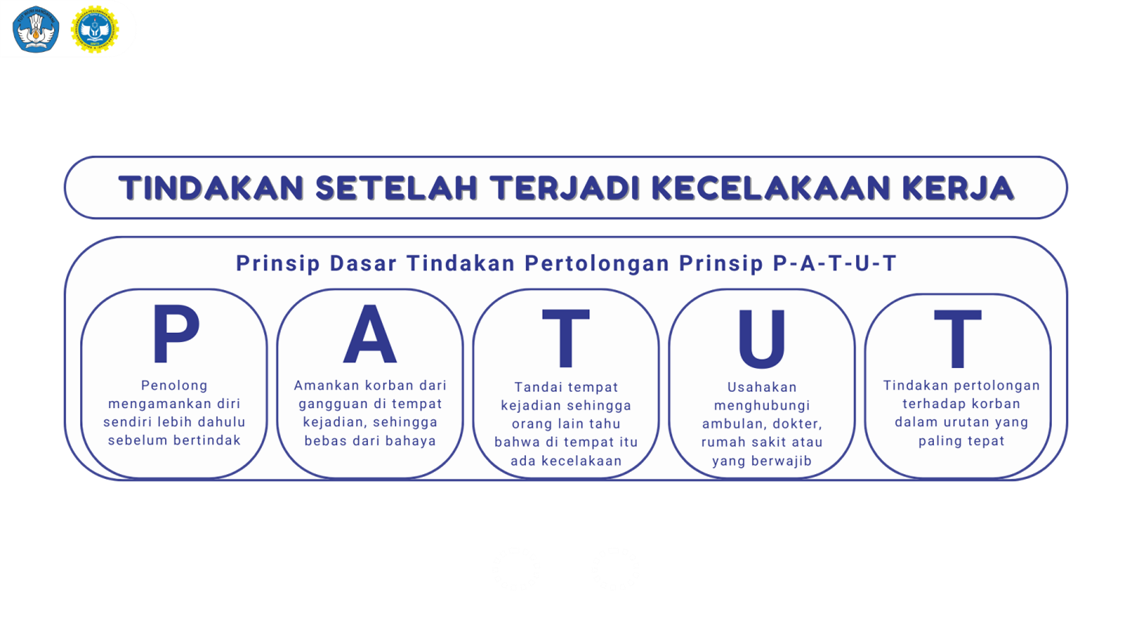 TINDAKAN SETELAH TERJADI KECELAKAAN KERJA
Prinsip Dasar Tindakan Pertolongan Prinsip P-A-T-U-T
P
Penolong
mengamankan diri
sendiri lebih dahulu
sebelum bertindak
A
Amankan korban dari
gangguan di tempat
kejadian, sehingga
bebas dari bahaya
T
Tandai tempat
kejadian sehingga
orang lain tahu
bahwa di tempat itu
ada kecelakaan
U
Usahakan
menghubungi
ambulan, dokter,
rumah sakit atau
yang berwajib
T
Tindakan pertolongan
terhadap korban
dalam urutan yang
paling tepat